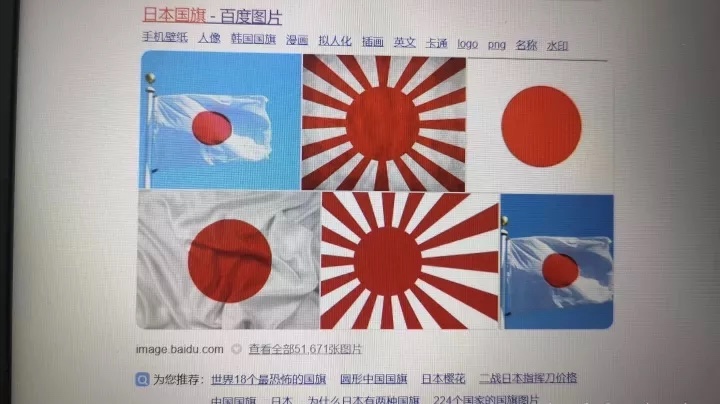 日本国旗 - 百度图片
手机壁纸 人像 韩国国旗 漫画 拟人化 插画 英文 卡通 logo png 名称 水印
image.baidu.com 查看全部51,671张图片
为您推荐： 世界18个最恐怖的国旗 圆形中国国旗 日本樱花 二战日本指挥刀价格
中国国旗 日本 为什么日本有两种国旗 224个国家的国旗图片